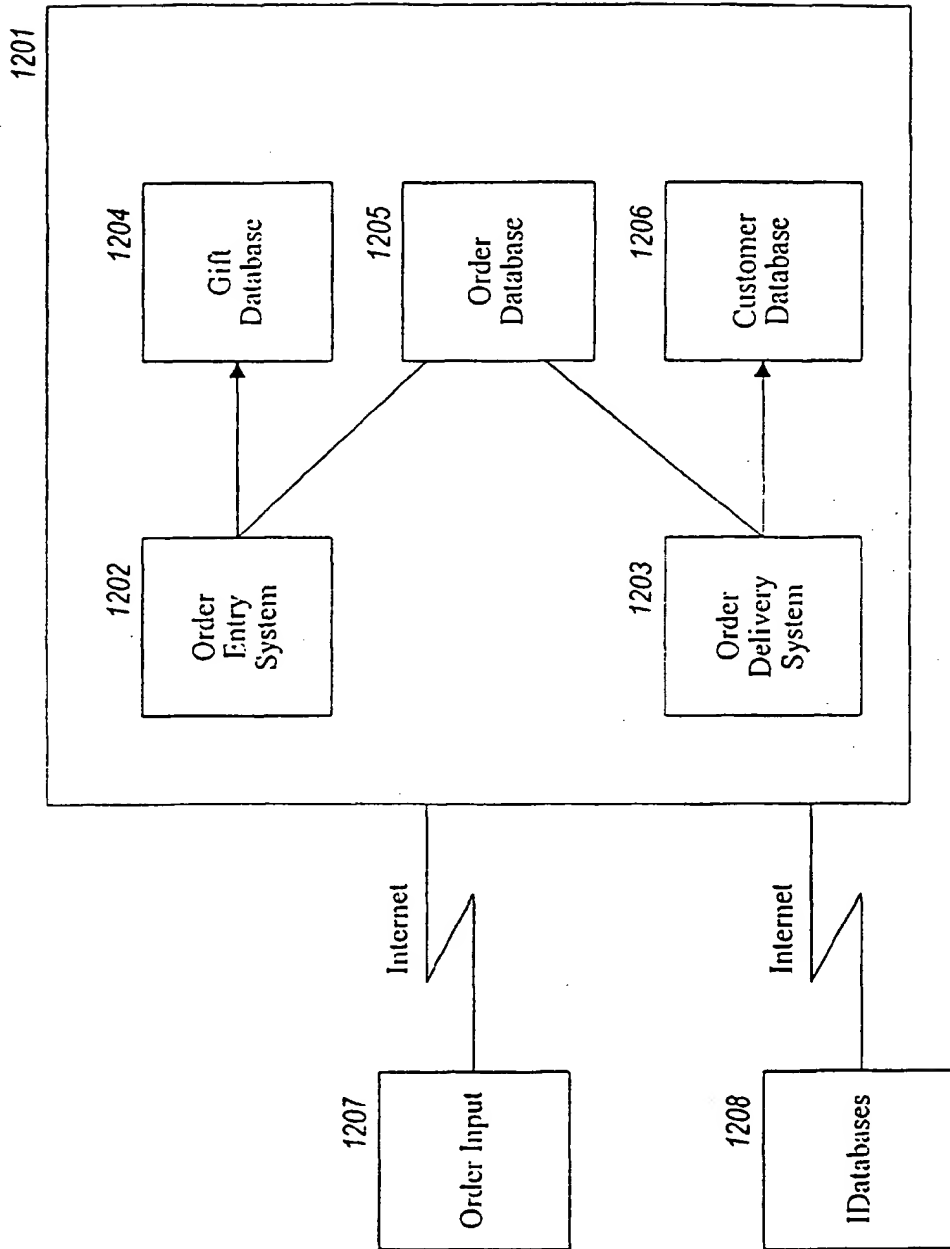 1201
1202
Order
Entry
System
1204
Gift
Database
1207
Order Input
Internet
1205
Order
Database
1203
Order
Delivery
System
1206
Customer
Database
1208
IDatabases
Internet